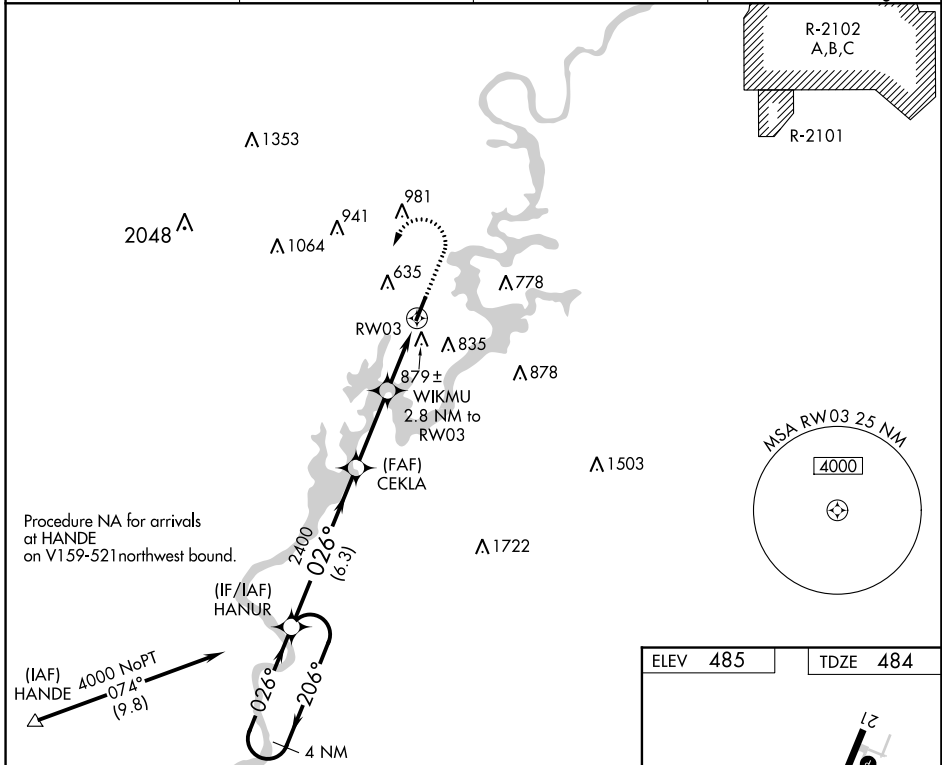 R-2102
A,B,C
R-2101
1353
981
941
2048
1064
635
778
RW03
835
879±
878
WIKMU
2.8 NM to
RW03
MSA RW03 25 NM
4000
(FAF)
CEKLA
1503
Procedure NA for arrivals
at HANDE
on V159-521 northwest bound.
2400
026°
(6.3)
1722
(IF/IAF)
HANUR
(IAF)
HANDE
4000 NoPT
074°
(9.8)
026°
206°
4 NM
ELEV 485
TDZE 484
21
P